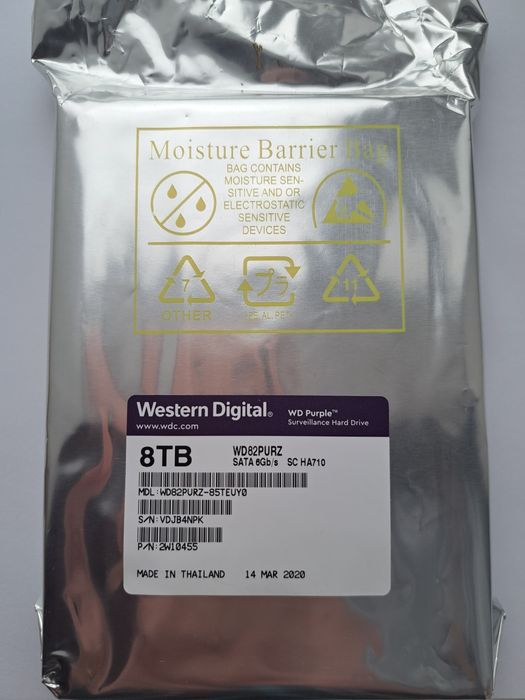 Moisture Barrier Bag
BAG CONTAINS
MOISTURE SEN-
SITIVE AND OR
ELECTROSTATIC
SENSITIVE
DEVICES
7
プラ
11
OTHER
Western Digital®
WD Purple™
www.wdc.com
Surveillance Hard Drive
8TB
WD82PURZ
SATA 6Gb/s SC HA710
MDL:WD82PURZ-85TEUY0
S/N:VDJB4NPK
P/N:2W10455
MADE IN THAILAND 14 MAR 2020